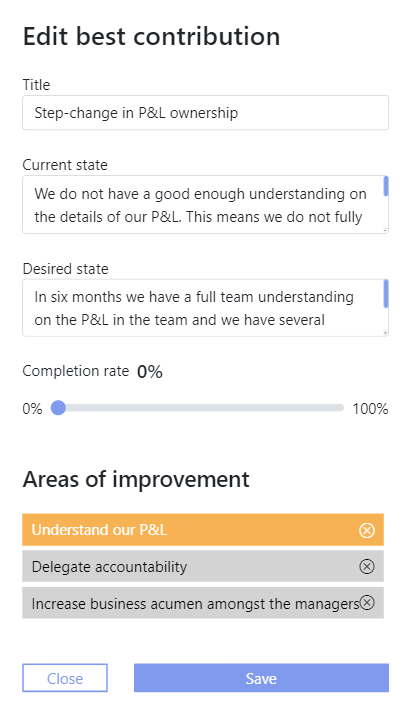 Edit best contribution
Title
Step-change in P&L ownership
Current state
We do not have a good enough understanding on
the details of our P&L. This means we do not fully
Desired state
In six months we have a full team understanding
on the P&L in the team and we have several
Completion rate 0%
0% 100%
Areas of improvement
Understand our P&L
Delegate accountability
Increase business acumen amongst the managers
Close Save